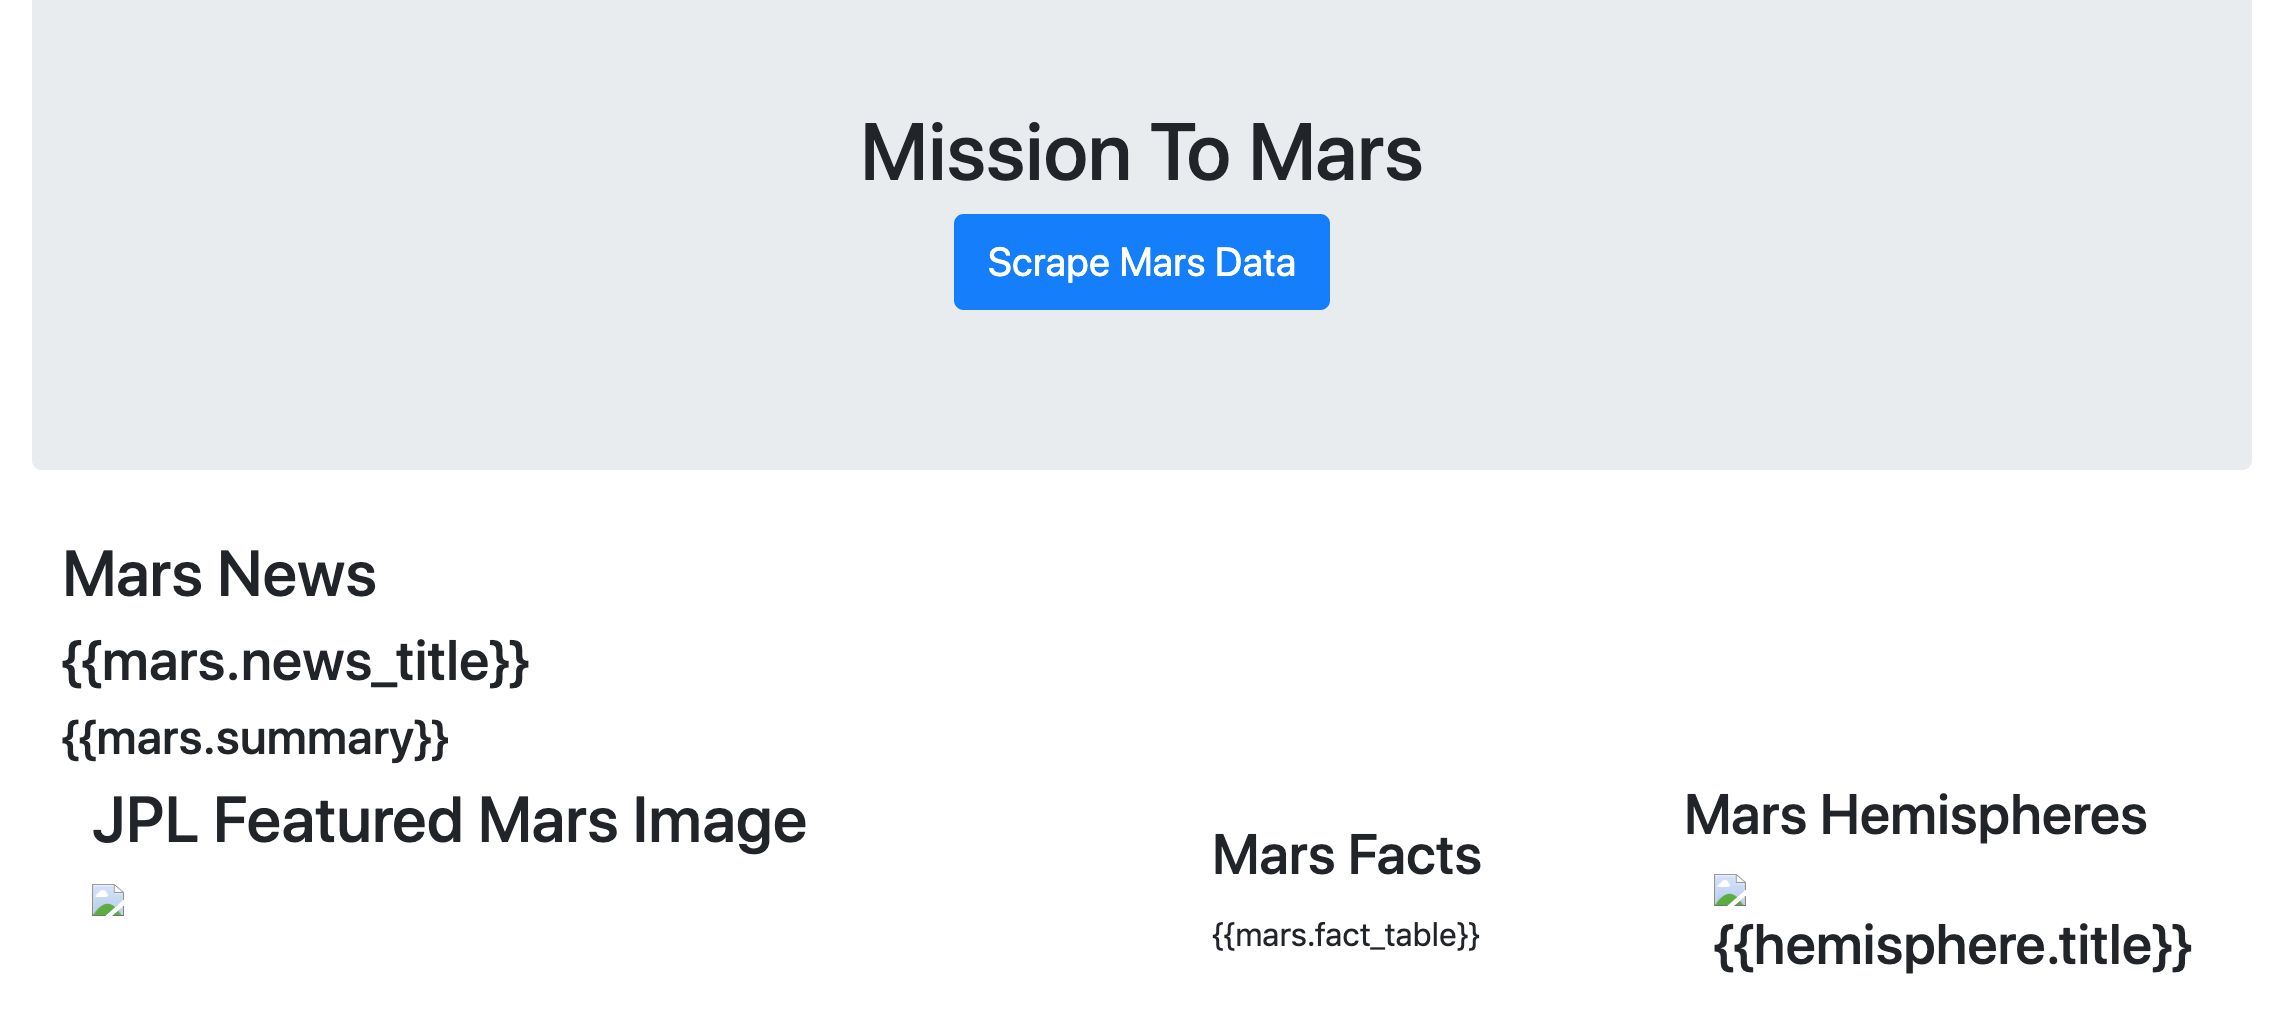 Mission To Mars
Scrape Mars Data
Mars News
{{mars.news_title}}
{{mars.summary}}
JPL Featured Mars Image
Mars Facts
{{mars.fact_table}}
Mars Hemispheres
{{hemisphere.title}}